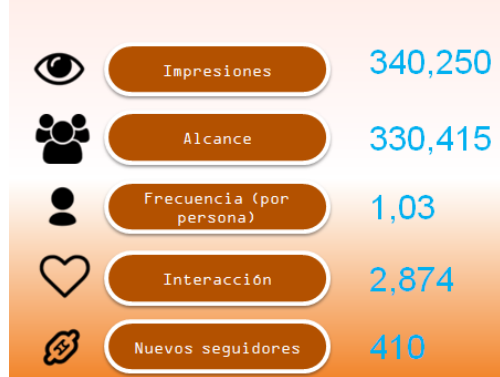 Impresiones 340,250
Alcance 330,415
Frecuencia (por
persona) 1,03
Interacción 2,874
Nuevos seguidores 410